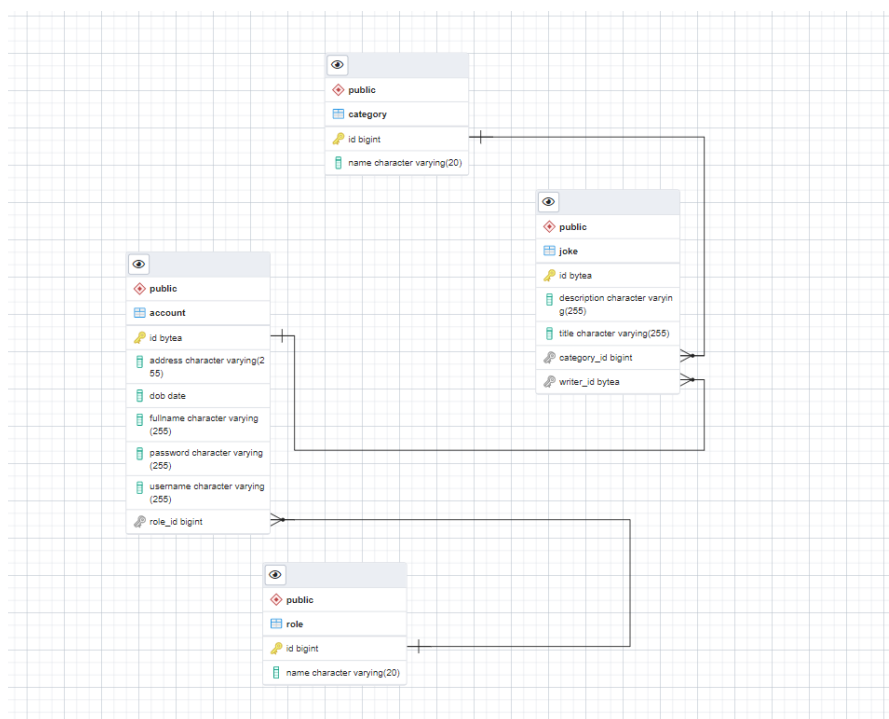 public
category
id bigint
name character varying(20)
public
joke
id bytea
description character varyin
g(255)
title character varying(255)
category_id bigint
writer_id bytea
public
account
id bytea
address character varying(2
55)
dob date
fullname character varying
(255)
password character varying
(255)
username character varying
(255)
role_id bigint
public
role
id bigint
name character varying(20)